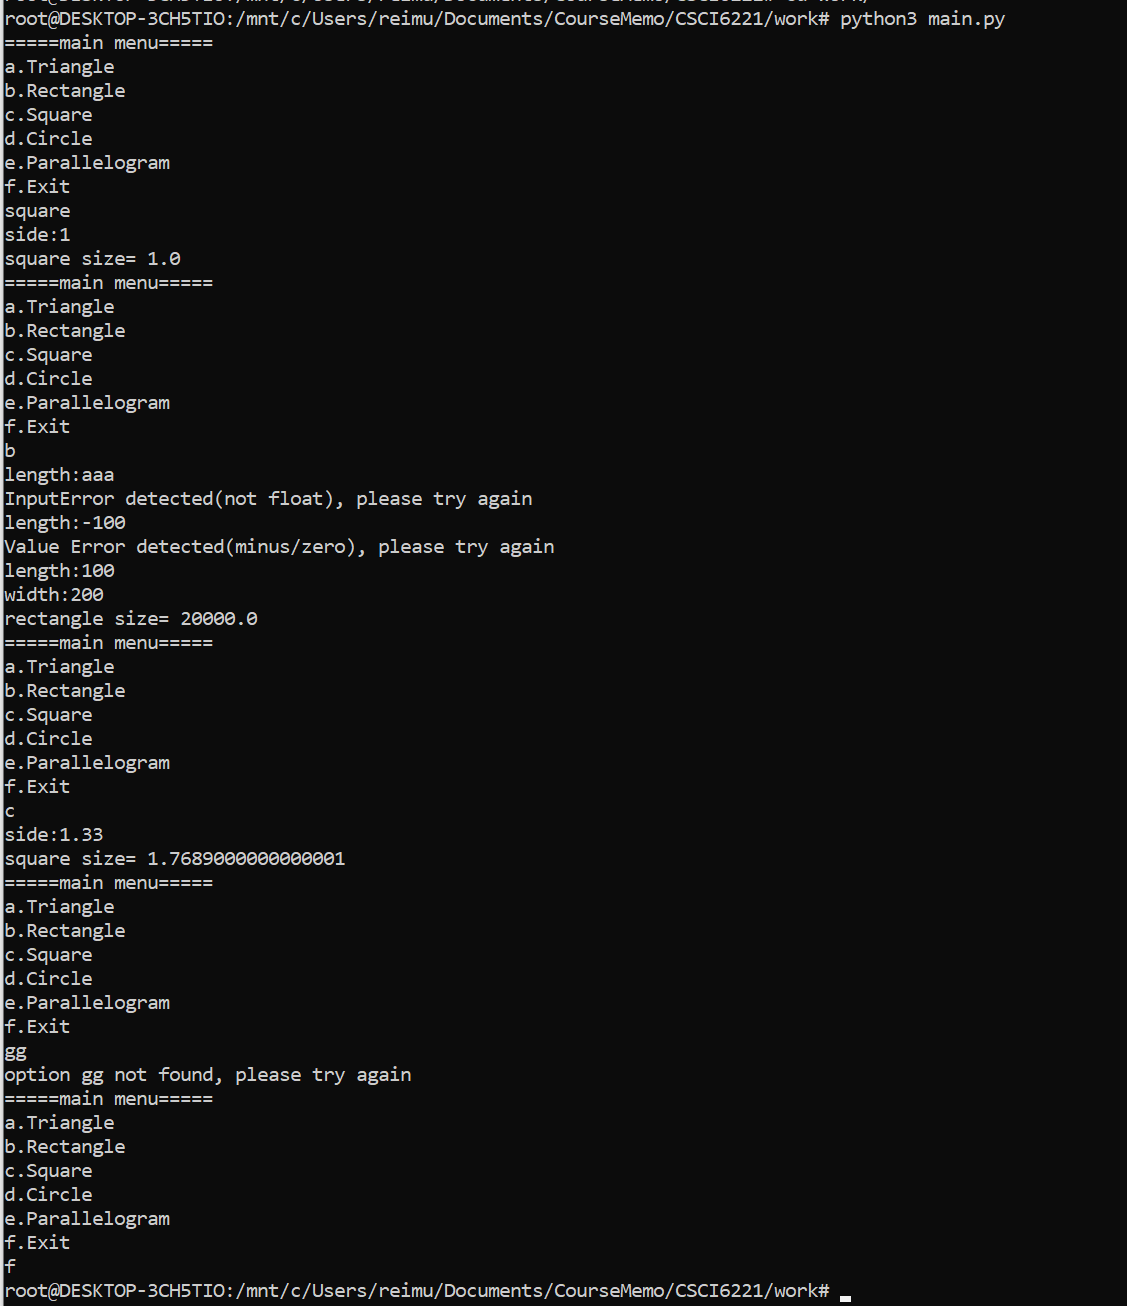 root@DESKTOP-3CH5TIO:/mnt/c/Users/reimu/Documents/CourseMemo/CSCI6221/work# python3 main.py
=====main menu=====
a.Triangle
b.Rectangle
c.Square
d.Circle
e.Parallelogram
f.Exit
square
side:1
square size= 1.0
=====main menu=====
a.Triangle
b.Rectangle
c.Square
d.Circle
e.Parallelogram
f.Exit
b
length:aaa
InputError detected(not float), please try again
length:-100
Value Error detected(minus/zero), please try again
length:100
width:200
rectangle size= 20000.0
=====main menu=====
a.Triangle
b.Rectangle
c.Square
d.Circle
e.Parallelogram
f.Exit
c
side:1.33
square size= 1.7689000000000001
=====main menu=====
a.Triangle
b.Rectangle
c.Square
d.Circle
e.Parallelogram
f.Exit
gg
option gg not found, please try again
=====main menu=====
a.Triangle
b.Rectangle
c.Square
d.Circle
e.Parallelogram
f.Exit
f
root@DESKTOP-3CH5TIO:/mnt/c/Users/reimu/Documents/CourseMemo/CSCI6221/work#